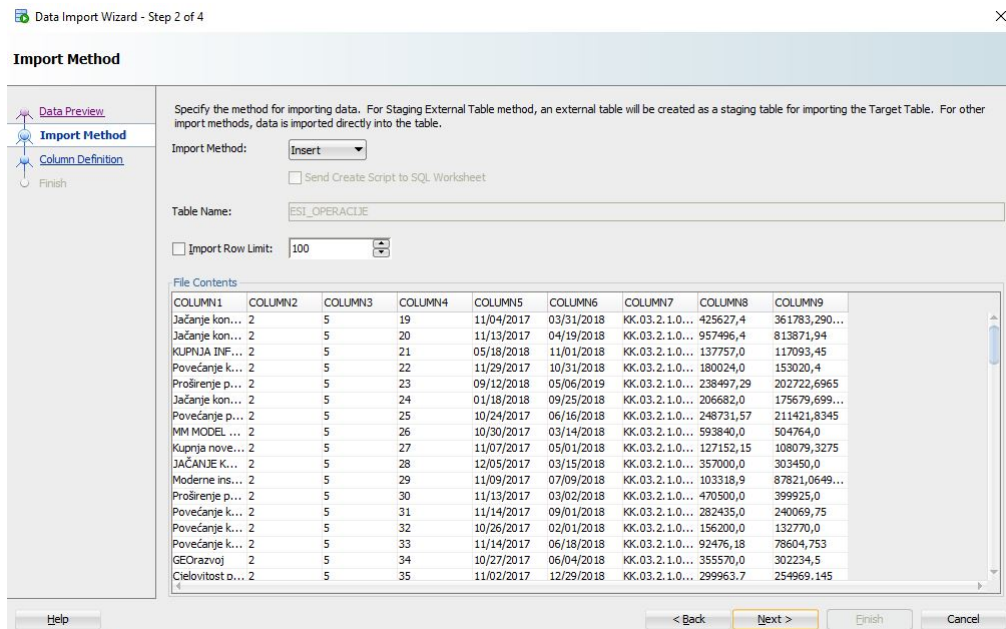 Data Import Wizard - Step 2 of 4
Import Method
Data Preview
Import Method
Column Definition
Finish
Specify the method for importing data. For Staging External Table method, an external table will be created as a staging table for importing the Target Table. For other
import methods, data is imported directly into the table.
Import Method: Insert
Send Create Script to SQL Worksheet
Table Name: ESI_OPERACIJE
Import Row Limit: 100
File Contents
COLUMN1 COLUMN2 COLUMN3 COLUMN4 COLUMN5 COLUMN6 COLUMN7 COLUMN8 COLUMN9
Jačanje kon... 2 5 19 11/04/2017 03/31/2018 KK.03.2.1.0... 425627,4 361783,290...
Jačanje kon... 2 5 20 11/13/2017 04/19/2018 KK.03.2.1.0... 957496,4 813871,94
KUPNJA INF... 2 5 21 05/18/2018 11/01/2018 KK.03.2.1.0... 137757,0 117093,45
Povećanje k... 2 5 22 11/29/2017 10/31/2018 KK.03.2.1.0... 180024,0 153020,4
Proširenje p... 2 5 23 09/12/2018 05/06/2019 KK.03.2.1.0... 238497,29 202722,6965
Jačanje kon... 2 5 24 01/18/2018 09/25/2018 KK.03.2.1.0... 206682,0 175679,699...
Povećanje p... 2 5 25 10/24/2017 06/16/2018 KK.03.2.1.0... 248731,57 211421,8345
MM MODEL ... 2 5 26 10/30/2017 03/14/2018 KK.03.2.1.0... 593840,0 504764,0
Kupnja nove... 2 5 27 11/07/2017 05/01/2018 KK.03.2.1.0... 127152,15 108079,3275
JAČANJE K... 2 5 28 12/05/2017 03/15/2018 KK.03.2.1.0... 357000,0 303450,0
Moderne ins... 2 5 29 11/09/2017 07/09/2018 KK.03.2.1.0... 103318,9 87821,0649...
Proširenje p... 2 5 30 11/13/2017 03/02/2018 KK.03.2.1.0... 470500,0 399925,0
Povećanje k... 2 5 31 11/14/2017 09/01/2018 KK.03.2.1.0... 282435,0 240069,75
Povećanje k... 2 5 32 10/26/2017 02/01/2018 KK.03.2.1.0... 156200,0 132770,0
Povećanje k... 2 5 33 11/14/2017 06/18/2018 KK.03.2.1.0... 92476,18 78604,753
GEOrazvoj 2 5 34 10/27/2017 06/04/2018 KK.03.2.1.0... 355570,0 302234,5
Cjelovitost p... 2 5 35 11/02/2017 12/29/2018 KK.03.2.1.0... 299963,7 254969,145
Help < Back Next > Finish Cancel